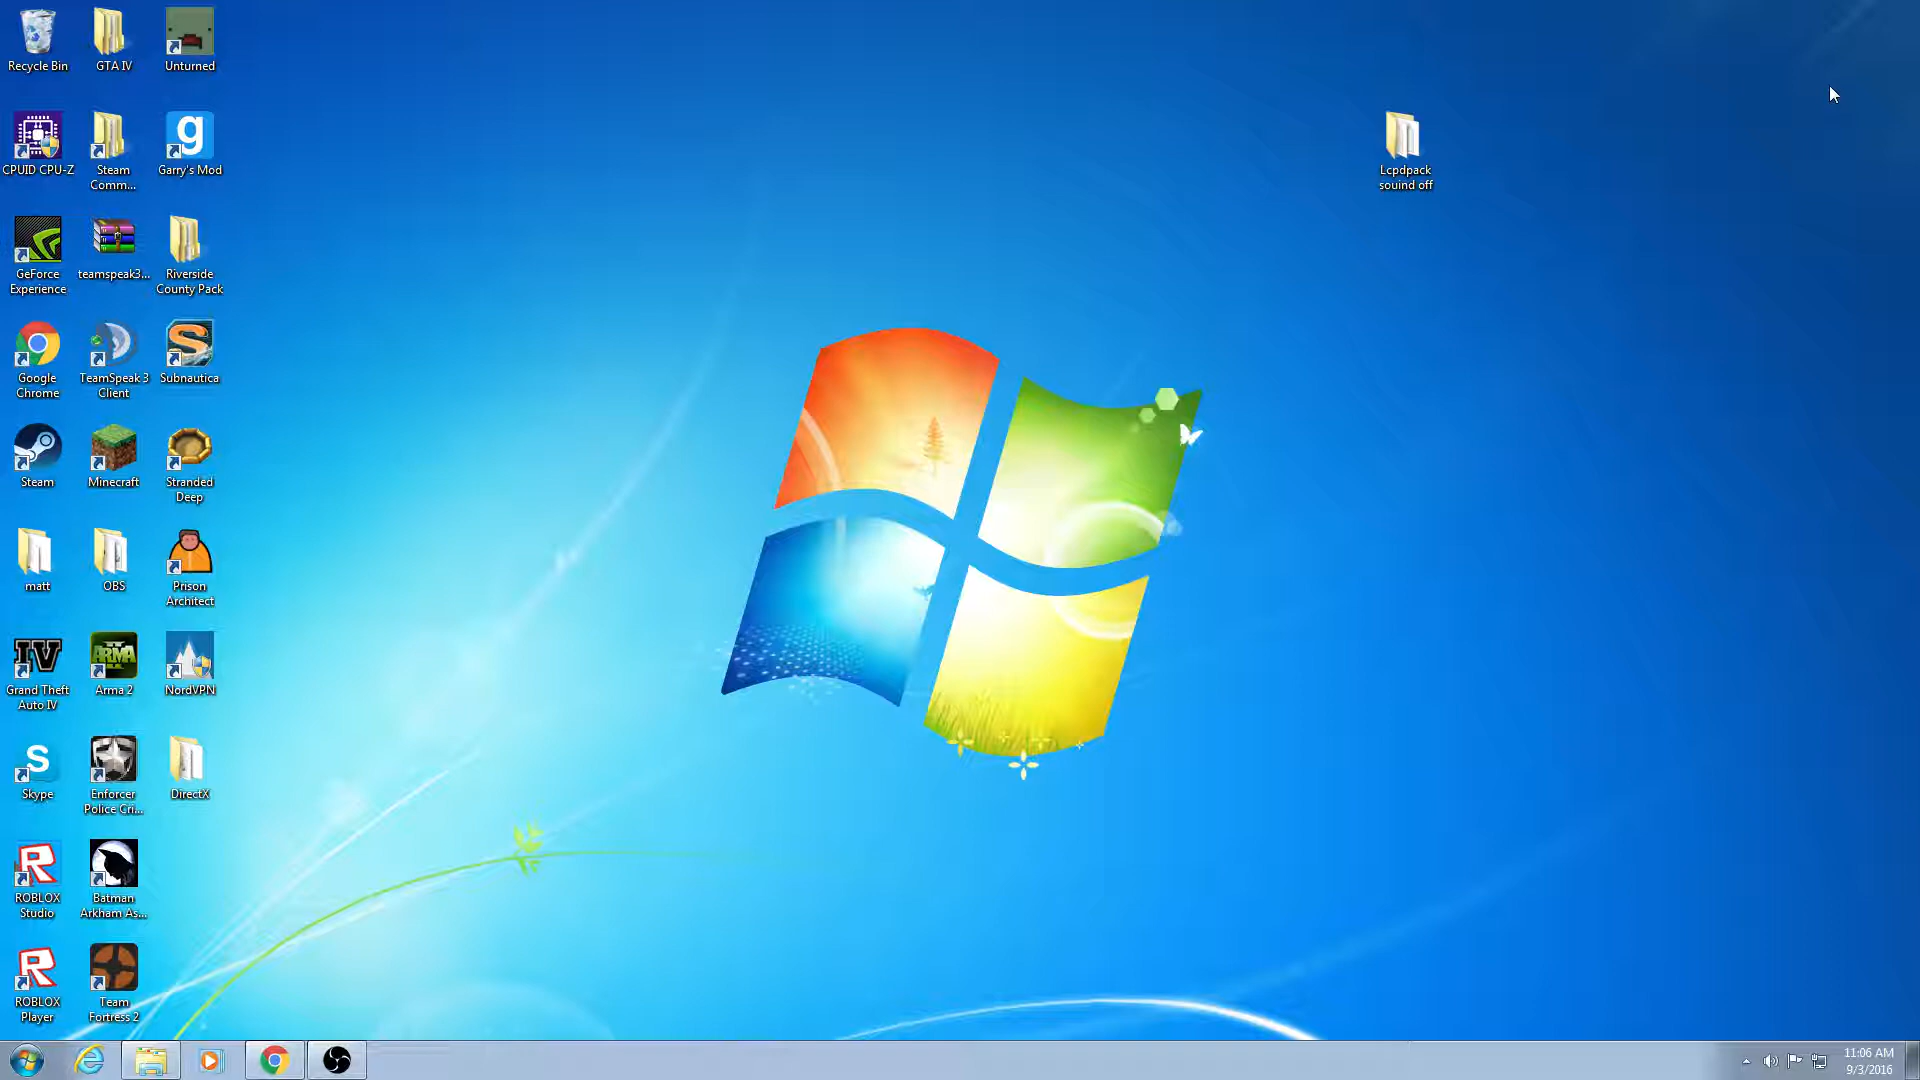 Recycle Bin
GTA IV
Unturned
CPUID CPU-Z
Steam
Comm...
g
Garry's Mod
Lcpdpack
souind off
GeForce
Experience
teamspeak3...
Riverside
County Pack
Google
Chrome
TeamSpeak 3
Client
S
Subnautica
Steam
Minecraft
Stranded
Deep
matt
OBS
Prison
Architect
IV
Grand Theft
Auto IV
II
ARMA
Arma 2
NordVPN
S
Skype
Enforcer
Police Cri...
DirectX
R
ROBLOX
Studio
Batman
Arkham As...
R
ROBLOX
Player
Team
Fortress 2
11:06 AM
9/3/2016